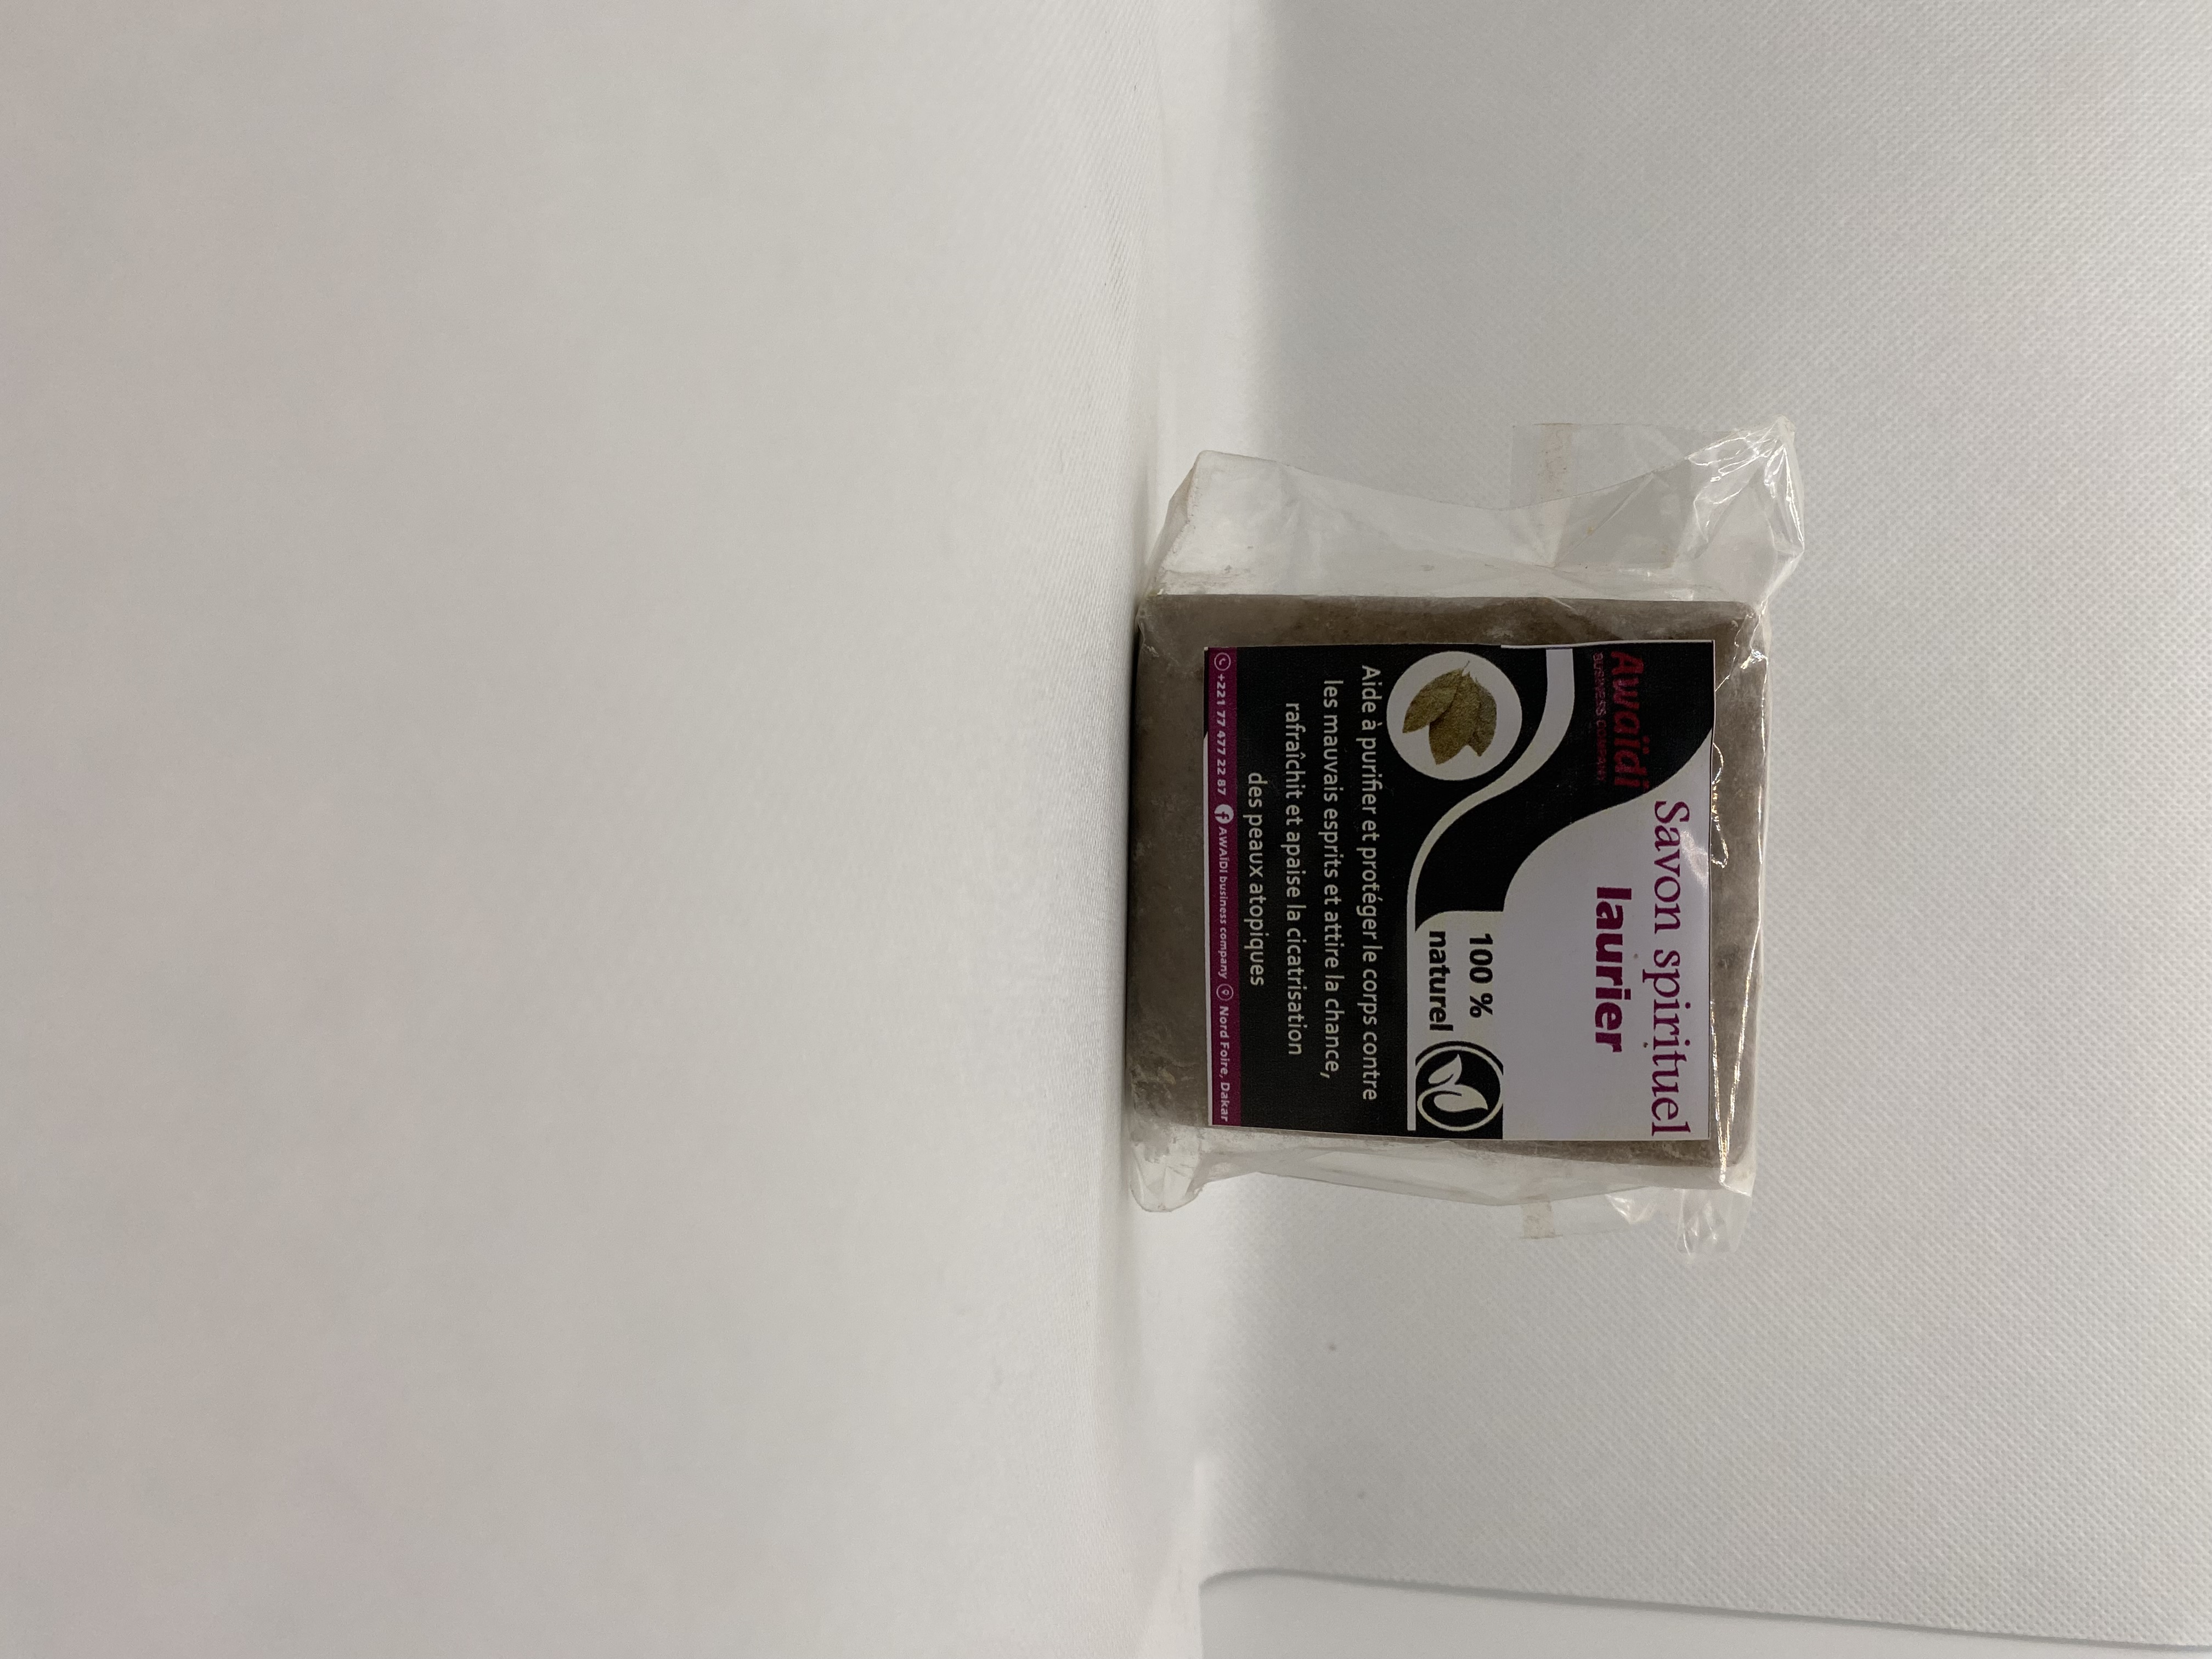 Awaïdi
BUSINESS COMPANY
Savon spirituel
laurier
100 %
naturel
Aide à purifier et protéger le corps contre
les mauvais esprits et attire la chance,
rafraîchit et apaise la cicatrisation
des peaux atopiques
+221 77 477 22 87 AWAÏDI business company Nord Foire, Dakar